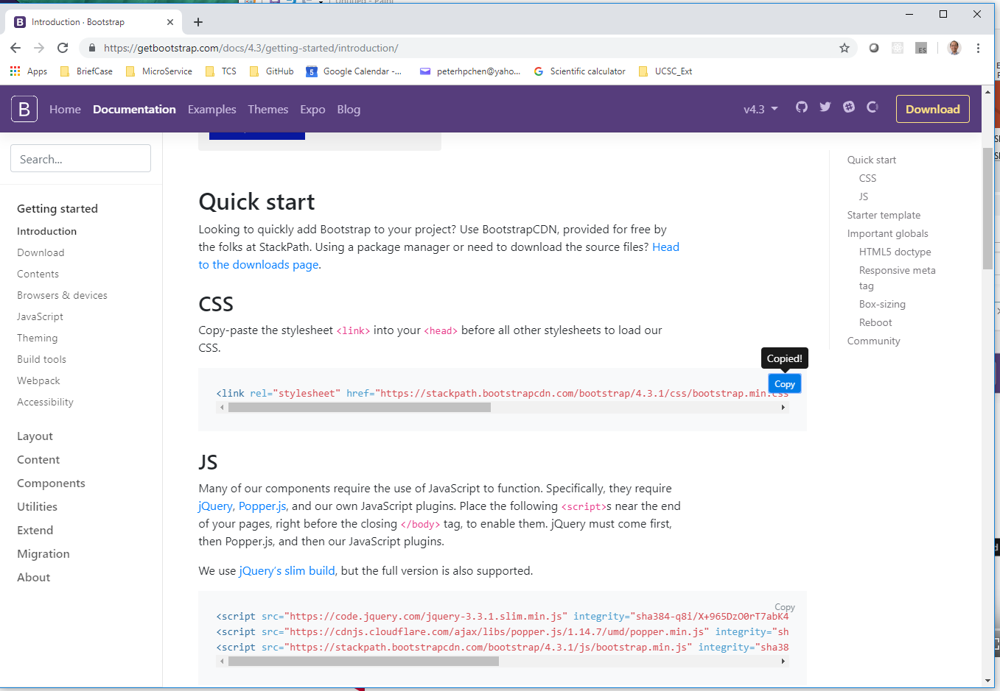 Untitled - Paint
Introduction · Bootstrap
https://getbootstrap.com/docs/4.3/getting-started/introduction/
ES
Apps BriefCase MicroService TCS GitHub 5 Google Calendar -... peterhpchen@yaho... G Scientific calculator UCSC_Ext
B Home Documentation Examples Themes Expo Blog v4.3 Download
Search...
Getting started
Introduction
Download
Contents
Browsers & devices
JavaScript
Theming
Build tools
Webpack
Accessibility
Layout
Content
Components
Utilities
Extend
Migration
About
Quick start
Looking to quickly add Bootstrap to your project? Use BootstrapCDN, provided for free by
the folks at StackPath. Using a package manager or need to download the source files? Head
to the downloads page.
CSS
Copy-paste the stylesheet <link> into your <head> before all other stylesheets to load our
CSS.
Copied!
Copy
<link rel="stylesheet" href="https://stackpath.bootstrapcdn.com/bootstrap/4.3.1/css/bootstrap.min.css
JS
Many of our components require the use of JavaScript to function. Specifically, they require
jQuery, Popper.js, and our own JavaScript plugins. Place the following <script>s near the end
of your pages, right before the closing </body> tag, to enable them. jQuery must come first,
then Popper.js, and then our JavaScript plugins.
We use jQuery's slim build, but the full version is also supported.
Copy
<script src="https://code.jquery.com/jquery-3.3.1.slim.min.js" integrity="sha384-q8i/X+965DzO0rT7abK4
<script src="https://cdnjs.cloudflare.com/ajax/libs/popper.js/1.14.7/umd/popper.min.js" integrity="sh
<script src="https://stackpath.bootstrapcdn.com/bootstrap/4.3.1/js/bootstrap.min.js" integrity="sha38
Quick start
CSS
JS
Starter template
Important globals
HTML5 doctype
Responsive meta
tag
Box-sizing
Reboot
Community